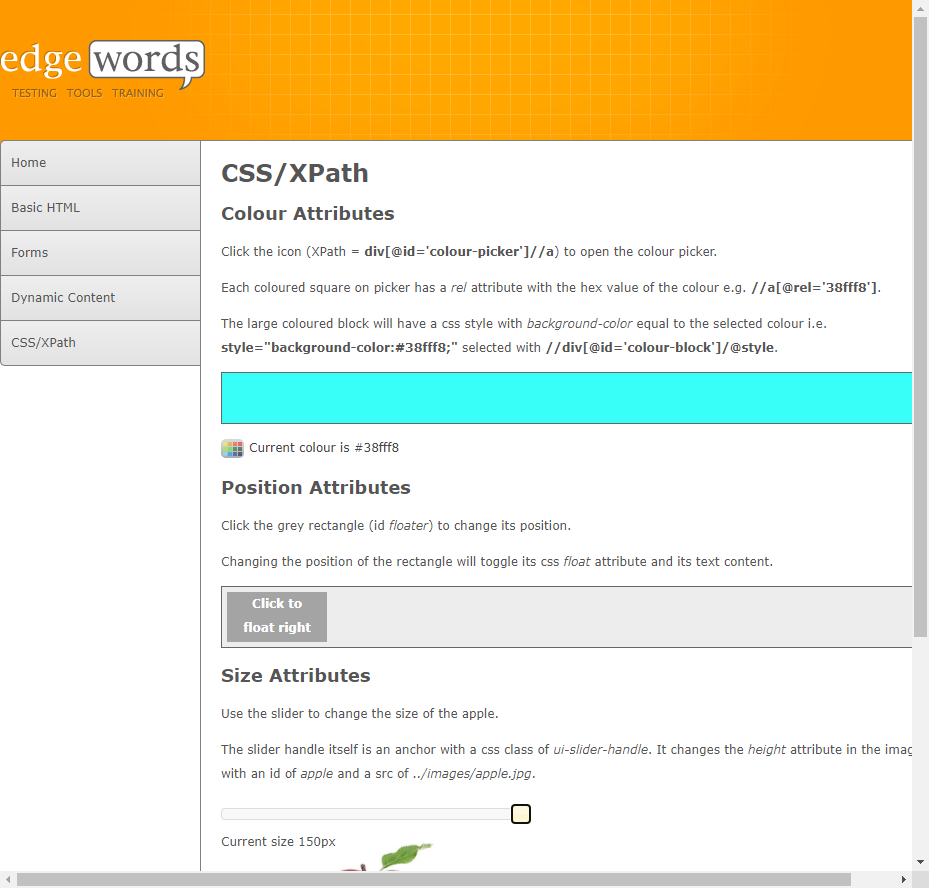 edge words
TESTING TOOLS TRAINING
Home
Basic HTML
Forms
Dynamic Content
CSS/XPath
CSS/XPath
Colour Attributes
Click the icon (XPath = div[@id='colour-picker']//a) to open the colour picker.
Each coloured square on picker has a rel attribute with the hex value of the colour e.g. //a[@rel='38fff8'].
The large coloured block will have a css style with background-color equal to the selected colour i.e.
style="background-color:#38fff8;" selected with //div[@id='colour-block']/@style.
Current colour is #38fff8
Position Attributes
Click the grey rectangle (id floater) to change its position.
Changing the position of the rectangle will toggle its css float attribute and its text content.
Click to
float right
Size Attributes
Use the slider to change the size of the apple.
The slider handle itself is an anchor with a css class of ui-slider-handle. It changes the height attribute in the
with an id of apple and a src of ../images/apple.jpg.
Current size 150px